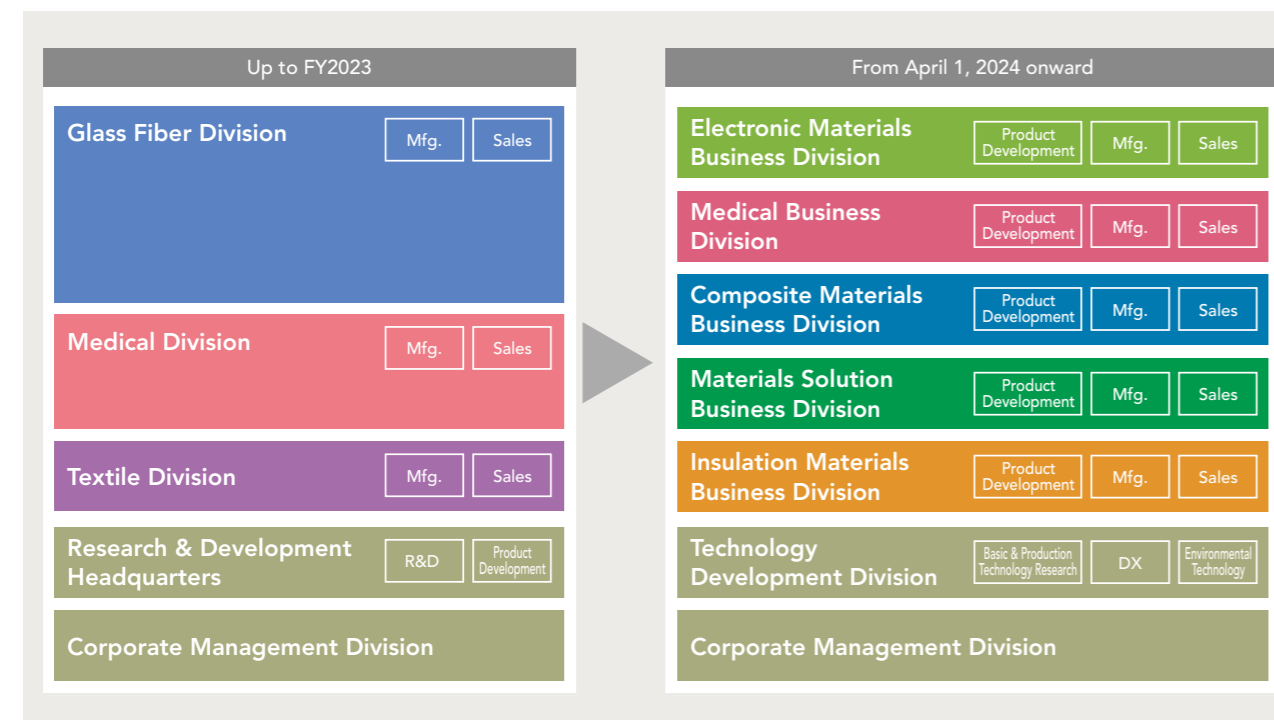 Up to FY2023
Glass Fiber Division
Mfg.
Sales
Medical Division
Mfg.
Sales
Textile Division
Mfg.
Sales
Research & Development
Headquarters
R&D
Product
Development
Corporate Management Division
From April 1, 2024 onward
Electronic Materials
Business Division
Product
Development
Mfg.
Sales
Medical Business
Division
Product
Development
Mfg.
Sales
Composite Materials
Business Division
Product
Development
Mfg.
Sales
Materials Solution
Business Division
Product
Development
Mfg.
Sales
Insulation Materials
Business Division
Product
Development
Mfg.
Sales
Technology
Development Division
Basic & Production
Technology Research
DX
Environmental
Technology
Corporate Management Division